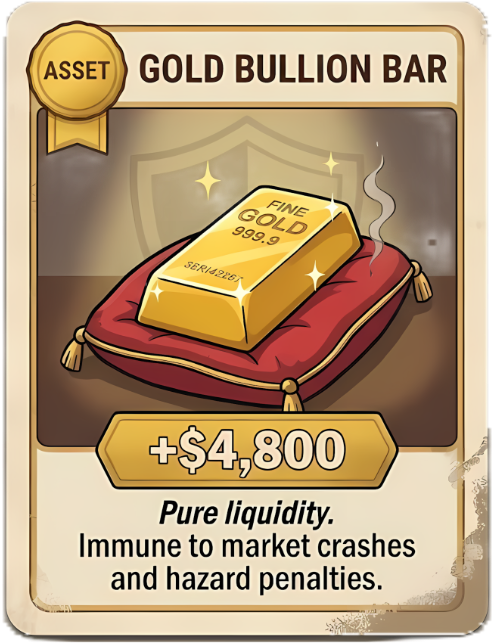 ASSET
GOLD BULLION BAR
FINE
GOLD
999.9
+$4,800
Pure liquidity.
Immune to market crashes
and hazard penalties.